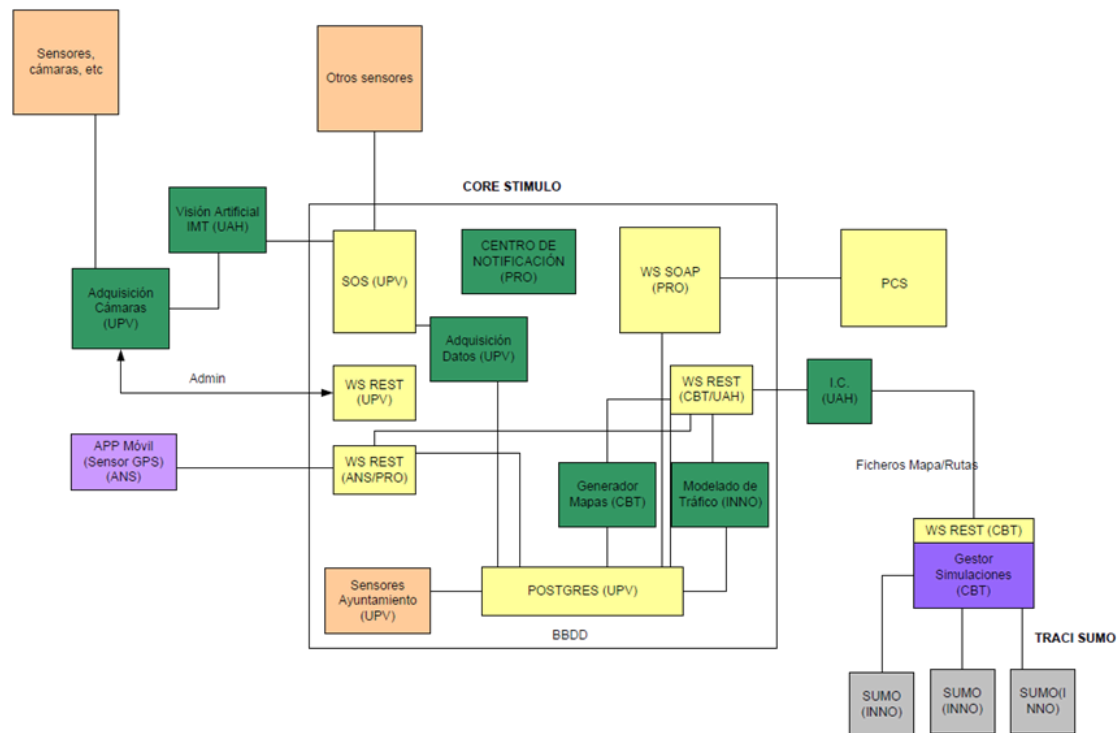 Sensores,
cámaras, etc
Otros sensores
CORE STIMULO
Visión Artificial
IMT (UAH)
SOS (UPV)
CENTRO DE
NOTIFICACIÓN
(PRO)
WS SOAP
(PRO)
PCS
Adquisición
Cámaras
(UPV)
Adquisición
Datos (UPV)
Admin
WS REST
(UPV)
WS REST
(CBT/UAH)
I.C.
(UAH)
APP Móvil
(Sensor GPS)
(ANS)
WS REST
(ANS/PRO)
Generador
Mapas (CBT)
Modelado de
Tráfico (INNO)
Ficheros Mapa/Rutas
WS REST (CBT)
Gestor
Simulaciones
(CBT)
Sensores
Ayuntamiento
(UPV)
POSTGRES (UPV)
BBDD
TRACI SUMO
SUMO
(INNO)
SUMO
(INNO)
SUMO(I
NNO)